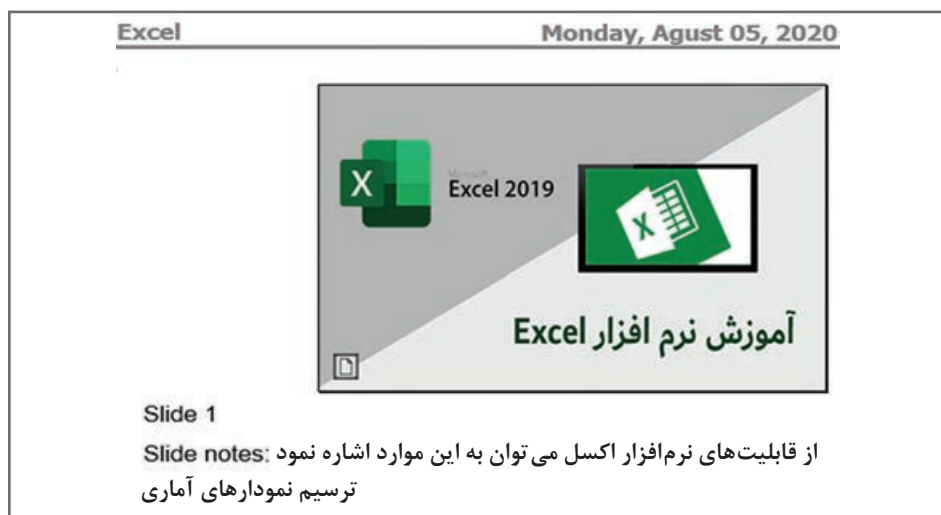 Excel
Monday, Agust 05, 2020
X
Microsoft
Excel 2019
X
آموزش نرم افزار Excel
Slide 1
Slide notes: از قابلیت‌های نرم‌افزار اکسل می‌توان به این موارد اشاره نمود
ترسیم نمودارهای آماری